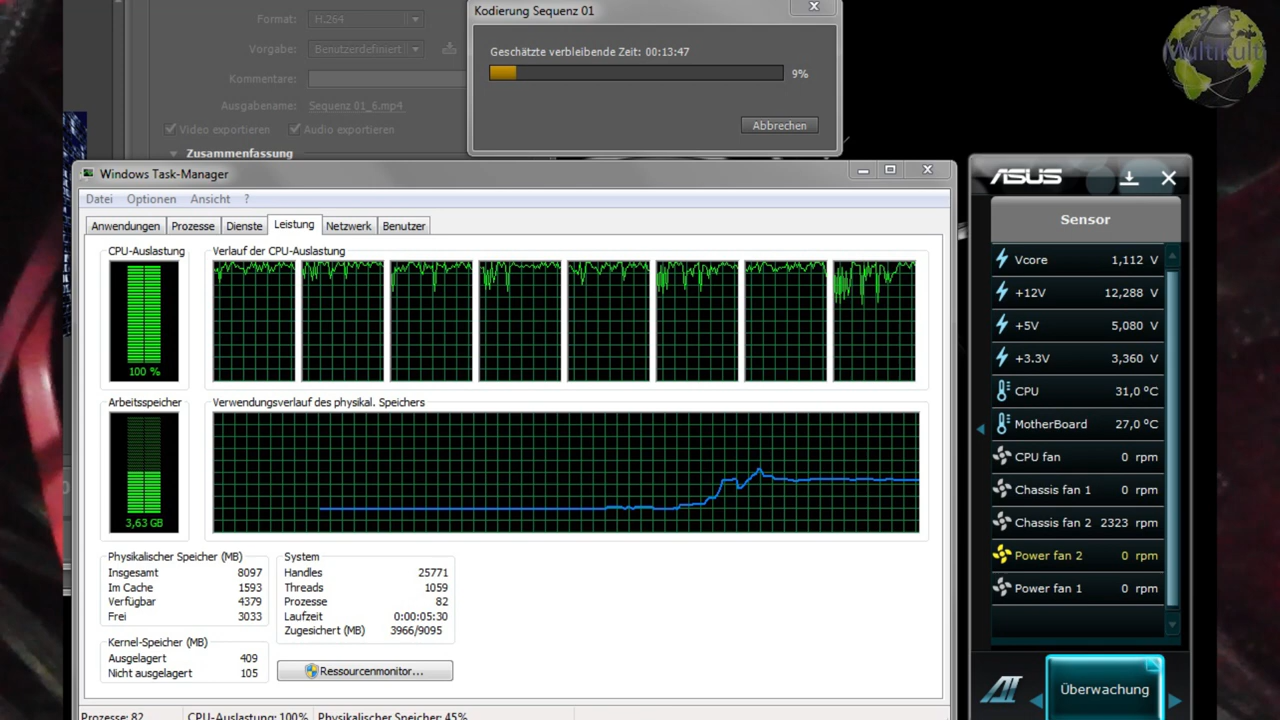 Format: H.264
Kodierung Sequenz 01
Vorgabe: Benutzerdefiniert
Geschätzte verbleibende Zeit: 00:13:47
9%
Kommentare:
Ausgabename: Sequenz 01_6.mp4
Video exportieren Audio exportieren
Abbrechen
Zusammenfassung
Multikulti
Windows Task-Manager
Datei Optionen Ansicht ?
Anwendungen Prozesse Dienste Leistung Netzwerk Benutzer
CPU-Auslastung Verlauf der CPU-Auslastung
100 %
Arbeitsspeicher Verwendungsverlauf des physikal. Speichers
3,63 GB
Physikalischer Speicher (MB)
Insgesamt 8097
Im Cache 1593
Verfügbar 4379
Frei 3033
System
Handles 25771
Threads 1059
Prozesse 82
Laufzeit 0:00:05:30
Zugesichert (MB) 3966/9095
Kernel-Speicher (MB)
Ausgelagert 409
Nicht ausgelagert 105
Ressourcenmonitor...
Prozesse: 82 CPU-Auslastung: 100% Physikalischer Speicher: 45%
ASUS
Sensor
Vcore 1,112 V
+12V 12,288 V
+5V 5,080 V
+3.3V 3,360 V
CPU 31,0 °C
MotherBoard 27,0 °C
CPU fan 0 rpm
Chassis fan 1 0 rpm
Chassis fan 2 2323 rpm
Power fan 2 0 rpm
Power fan 1 0 rpm
Überwachung